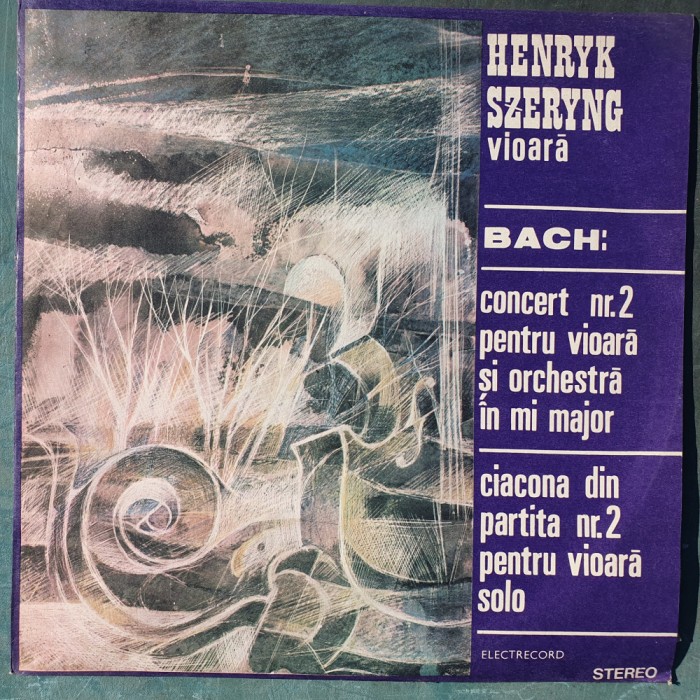 HENRYK
SZERYNG
vioară
BACH:
concert nr.2
pentru vioară
și orchestră
în mi major
ciacona din
partita nr.2
pentru vioară
solo
ELECTRECORD
STEREO